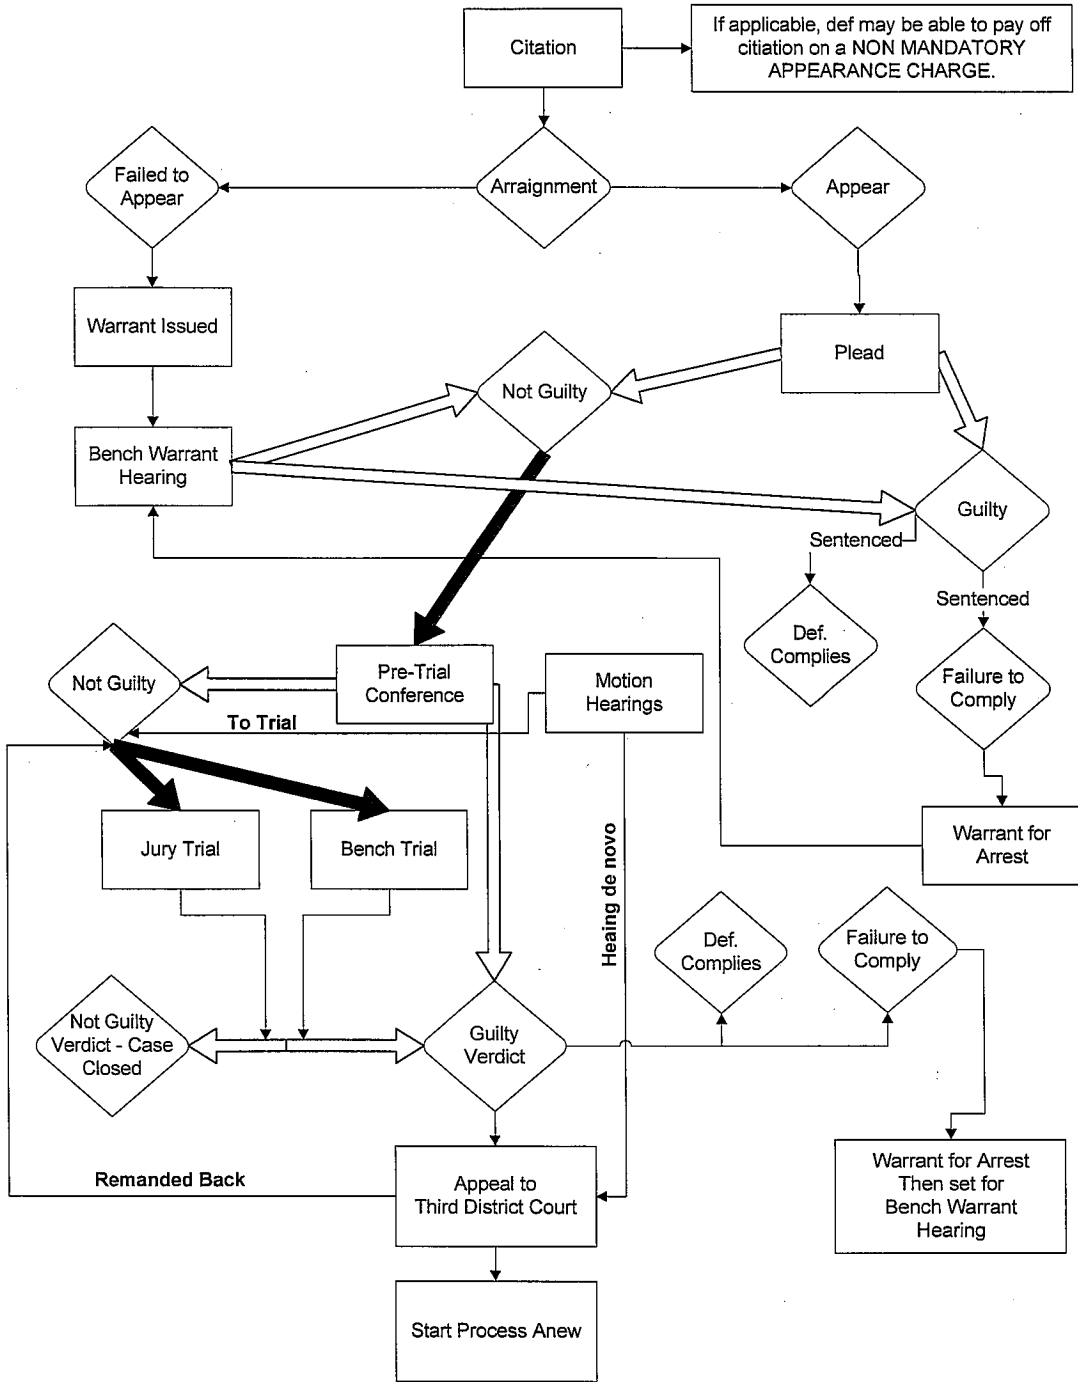 Citation
If applicable, def may be able to pay off
citiation on a NON MANDATORY
APPEARANCE CHARGE.
Failed to
Appear
Arraignment
Appear
Warrant Issued
Not Guilty
Plead
Bench Warrant
Hearing
Guilty
Sentenced
Sentenced
Def.
Complies
Failure to
Comply
Not Guilty
Pre-Trial
Conference
Motion
Hearings
To Trial
Jury Trial
Bench Trial
Warrant for
Arrest
Heaing de novo
Def.
Complies
Failure to
Comply
Not Guilty
Verdict - Case
Closed
Guilty
Verdict
Remanded Back
Appeal to
Third District Court
Warrant for Arrest
Then set for
Bench Warrant
Hearing
Start Process Anew